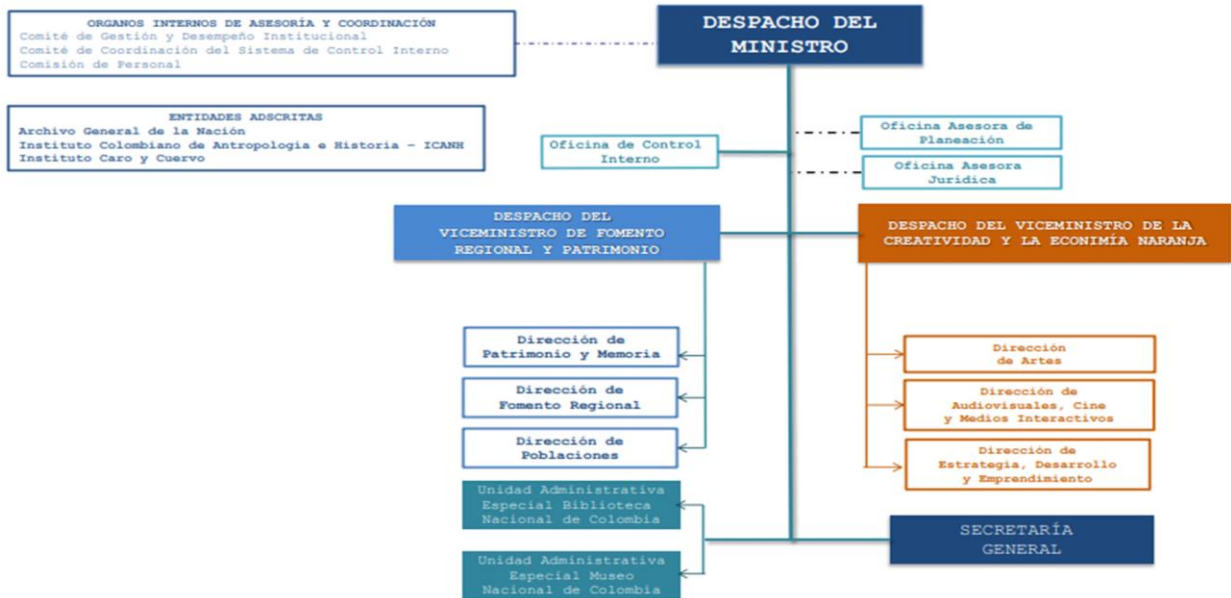 ORGANOS INTERNOS DE ASESORÍA Y COORDINACIÓN
Comité de Gestión y Desempeño Institucional
Comité de Coordinación del Sistema de Control Interno
Comisión de Personal
DESPACHO DEL
MINISTRO
ENTIDADES ADSCRITAS
Archivo General de la Nación
Instituto Colombiano de Antropología e Historia – ICANH
Instituto Caro y Cuervo
Oficina de Control
Interno
Oficina Asesora de
Planeación
Oficina Asesora
Jurídica
DESPACHO DEL
VICEMINISTRO DE FOMENTO
REGIONAL Y PATRIMONIO
DESPACHO DEL VICEMINISTRO DE LA
CREATIVIDAD Y LA ECONIMÍA NARANJA
Dirección de
Patrimonio y Memoria
Dirección de
Fomento Regional
Dirección de
Poblaciones
Dirección
de Artes
Dirección de
Audiovisuales, Cine
y Medios Interactivos
Dirección de
Estrategia, Desarrollo
y Emprendimiento
Unidad Administrativa
Especial Biblioteca
Nacional de Colombia
Unidad Administrativa
Especial Museo
Nacional de Colombia
SECRETARÍA
GENERAL